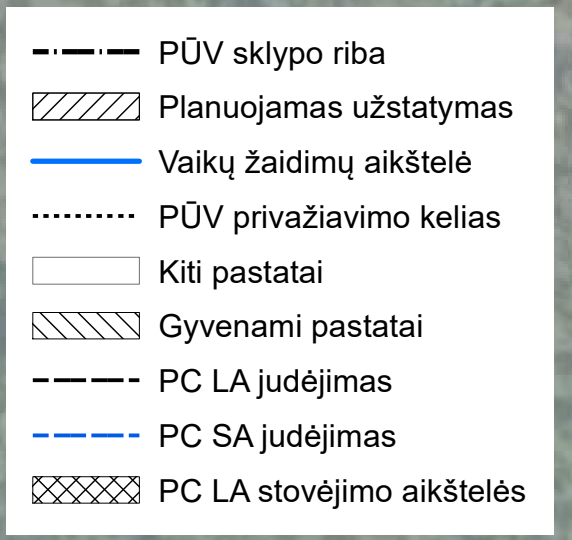 PŪV sklypo riba
Planuojamas užstatymas
Vaikų žaidimų aikštelė
PŪV privažiavimo kelias
Kiti pastatai
Gyvenami pastatai
PC LA judėjimas
PC SA judėjimas
PC LA stovėjimo aikštelės